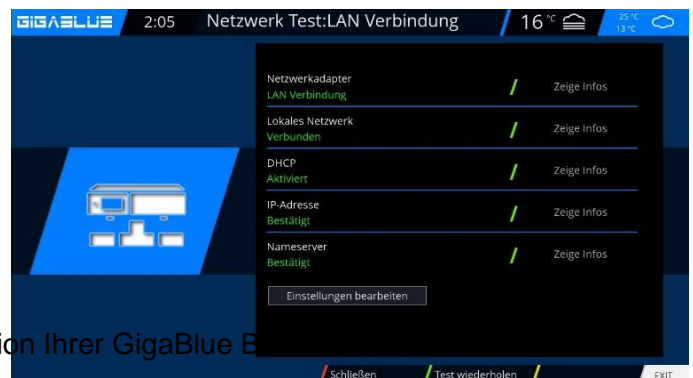 GIGABLUE 2:05 Netzwerk Test:LAN Verbindung 16 °C 25 °C
13 °C
Netzwerkadapter
LAN Verbindung Zeige Infos
Lokales Netzwerk
Verbunden Zeige Infos
DHCP
Aktiviert Zeige Infos
IP-Adresse
Bestätigt Zeige Infos
Nameserver
Bestätigt Zeige Infos
Einstellungen bearbeiten
ion Ihrer GigaBlue B
Schließen Test wiederholen EXIT